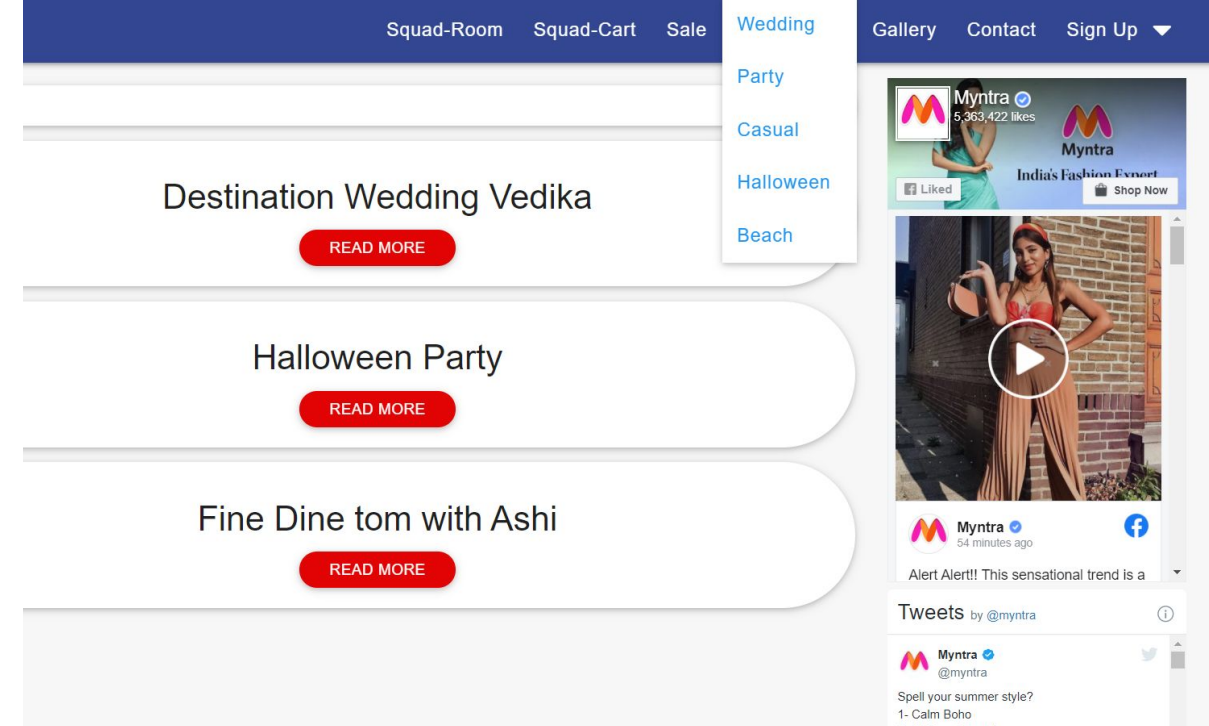 Squad-Room Squad-Cart Sale Gallery Contact Sign Up
Wedding
Party
Casual
Halloween
Beach
Destination Wedding Vedika
READ MORE
Halloween Party
READ MORE
Fine Dine tom with Ashi
READ MORE
Myntra
5,363,422 likes
Myntra
India's Fashion Expert
Liked
Shop Now
Myntra
54 minutes ago
Alert Alert!! This sensational trend is a
Tweets by @myntra
Myntra
@myntra
Spell your summer style?
1- Calm Boho